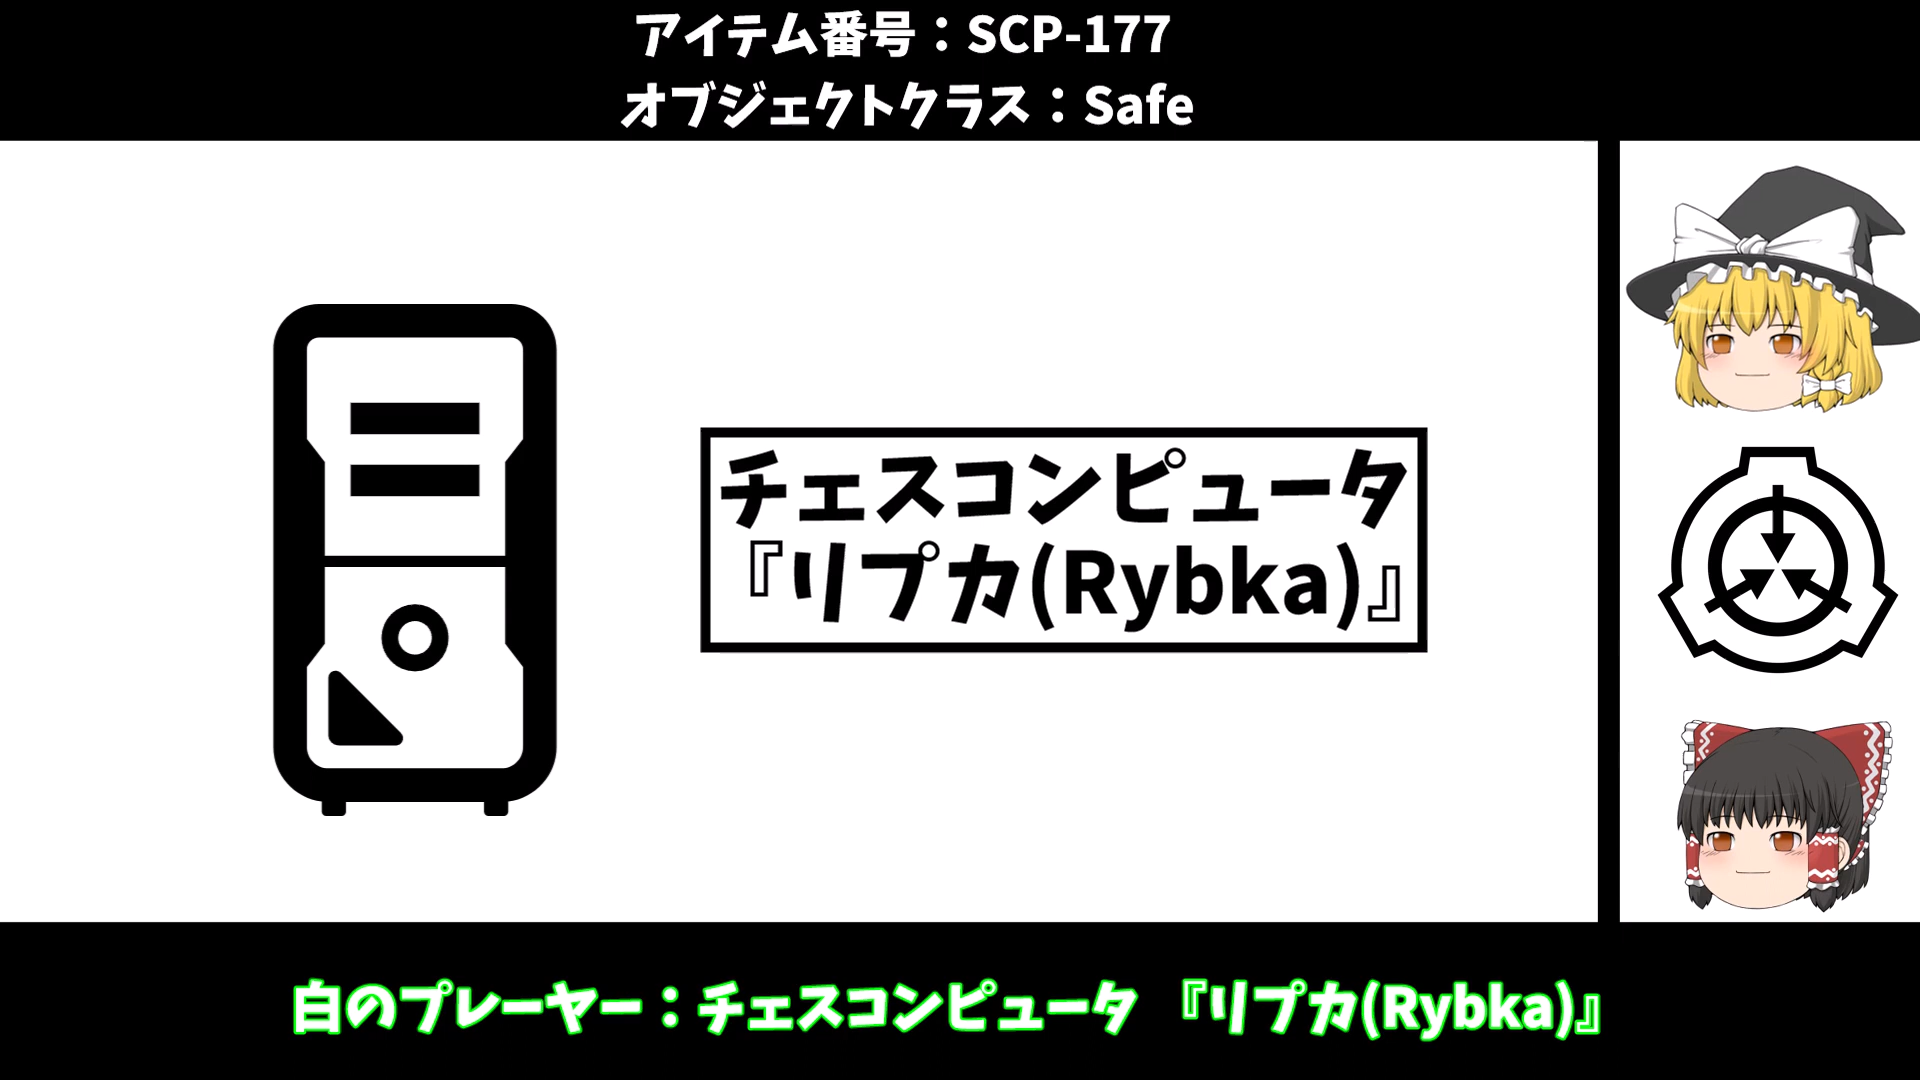 アイテム番号：SCP-177
オブジェクトクラス：Safe
チェスコンピュータ
『リプカ(Rybka)』
白のプレーヤー：チェスコンピュータ 『リプカ(Rybka)』